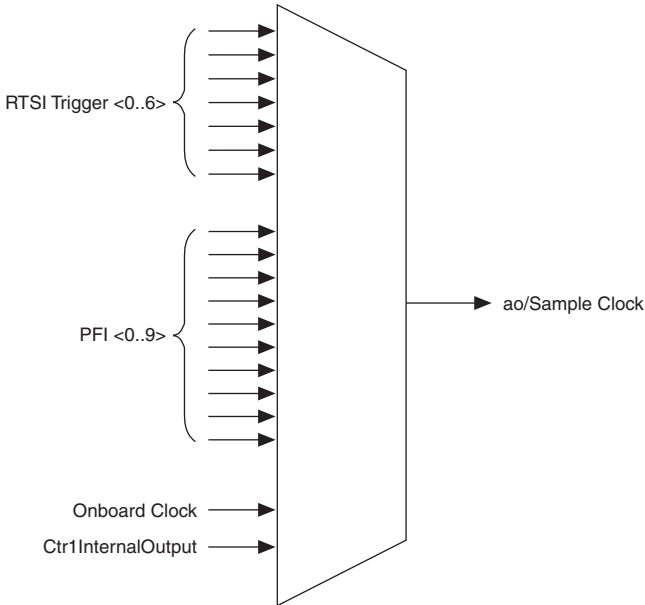 RTSI Trigger <0..6>
PFI <0..9>
ao/Sample Clock
Onboard Clock
Ctr1InternalOutput